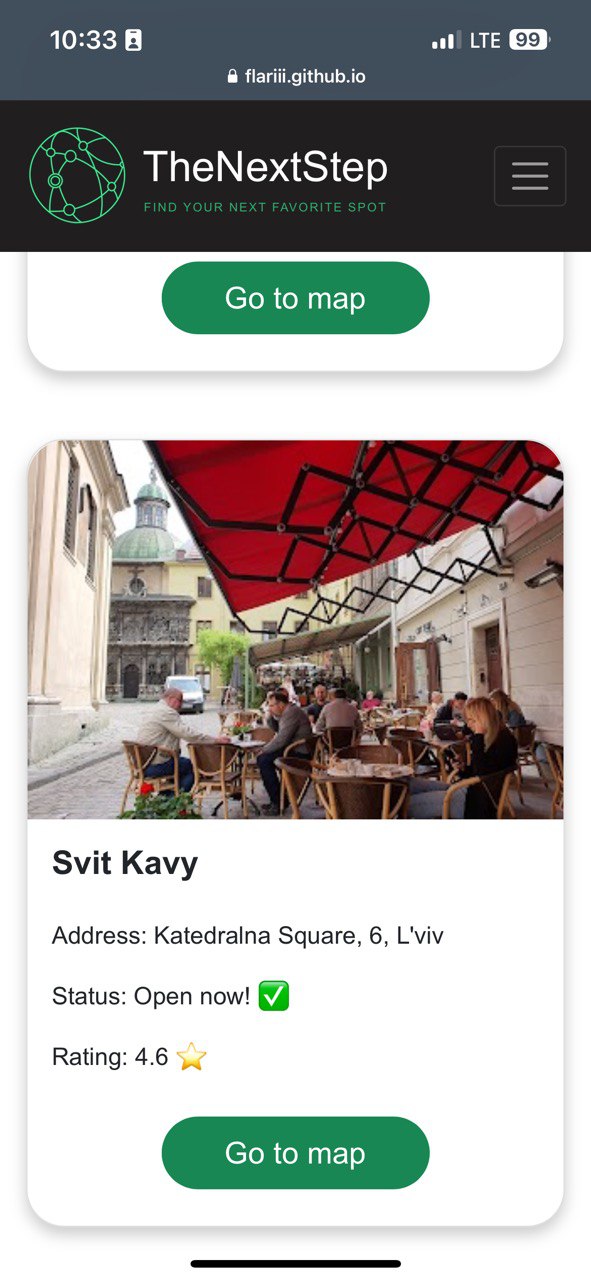 10:33
LTE 99
flariii.github.io
TheNextStep
FIND YOUR NEXT FAVORITE SPOT
Go to map
Svit Kavy
Address: Katedralna Square, 6, L'viv
Status: Open now! ✅
Rating: 4.6 ⭐
Go to map